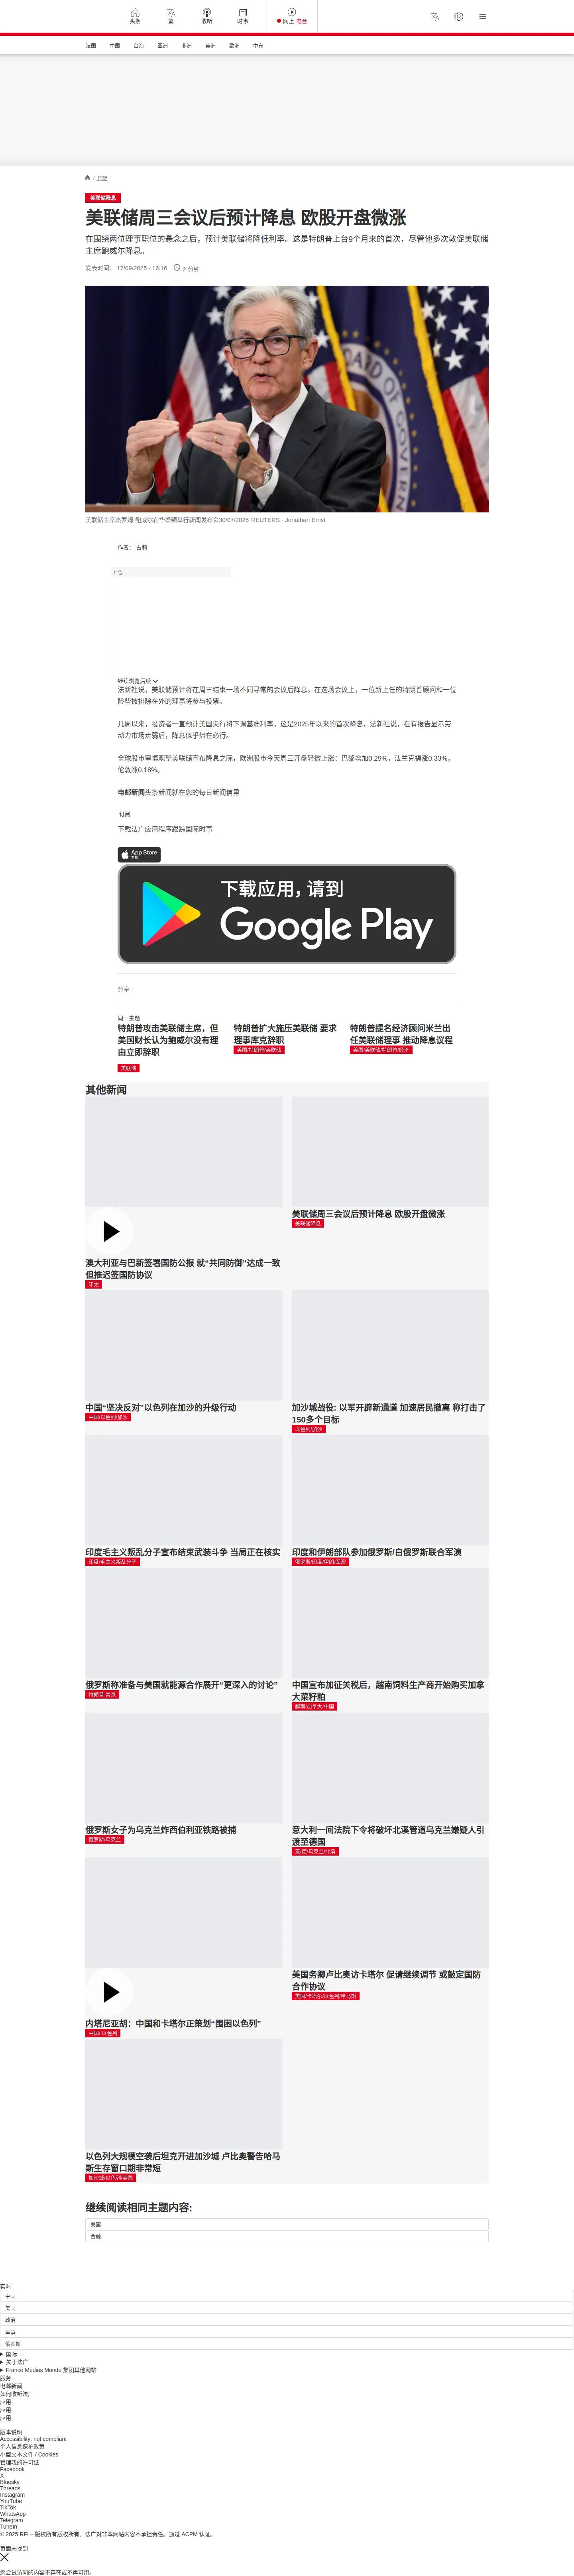 头条
繁
收听
时事
网上 电台
法国
中国
台海
亚洲
非洲
美洲
欧洲
中东
/ 国际
美联储降息
美联储周三会议后预计降息 欧股开盘微涨
在围绕两位理事职位的悬念之后，预计美联储将降低利率。这是特朗普上台9个月来的首次，尽管他多次敦促美联储
主席鲍威尔降息。
发表时间： 17/09/2025 - 16:16 2 分钟
美联储主席杰罗姆·鲍威尔在华盛顿举行新闻发布会30/07/2025 REUTERS - Jonathan Ernst
作者： 古莉
广告
继续浏览后续
法新社说，美联储预计将在周三结束一场不同寻常的会议后降息。在这场会议上，一位新上任的特朗普顾问和一位
险些被排除在外的理事将参与投票。
几周以来，投资者一直预计美国央行将下调基准利率，这是2025年以来的首次降息，法新社说，在有报告显示劳
动力市场走弱后，降息似乎势在必行。
全球股市审慎观望美联储宣布降息之际，欧洲股市今天周三开盘轻微上涨：巴黎增加0.29%，法兰克福涨0.33%，
伦敦涨0.18%。
电邮新闻头条新闻就在您的每日新闻信里
订阅
下载法广应用程序跟踪国际时事
App Store
下载
下载应用，请到
Google Play
分享 :
同一主题
特朗普攻击美联储主席，但
美国财长认为鲍威尔没有理
由立即辞职
美联储
特朗普扩大施压美联储 要求
理事库克辞职
美国/特朗普/美联储
特朗普提名经济顾问米兰出
任美联储理事 推动降息议程
美国/美联储/特朗普/经济
其他新闻
澳大利亚与巴新签署国防公报 就“共同防御”达成一致
但推迟签国防协议
印太
美联储周三会议后预计降息 欧股开盘微涨
美联储降息
中国“坚决反对”以色列在加沙的升级行动
中国/以色列/加沙
加沙城战役: 以军开辟新通道 加速居民撤离 称打击了
150多个目标
以色列/加沙
印度毛主义叛乱分子宣布结束武装斗争 当局正在核实
印度/毛主义叛乱分子
印度和伊朗部队参加俄罗斯/白俄罗斯联合军演
俄罗斯/印度/伊朗/军演
俄罗斯称准备与美国就能源合作展开“更深入的讨论”
特朗普 普京
中国宣布加征关税后，越南饲料生产商开始购买加拿
大菜籽粕
越南/加拿大/中国
俄罗斯女子为乌克兰炸西伯利亚铁路被捕
俄罗斯/乌克兰
意大利一间法院下令将破坏北溪管道乌克兰嫌疑人引
渡至德国
意/德/乌克兰/北溪
内塔尼亚胡：中国和卡塔尔正策划“围困以色列”
中国/ 以色列
美国务卿卢比奥访卡塔尔 促请继续调节 或敲定国防
合作协议
美国/卡塔尔/以色列/哈马斯
以色列大规模空袭后坦克开进加沙城 卢比奥警告哈马
斯生存窗口期非常短
加沙城/以色列/美国
继续阅读相同主题内容:
美国
金融
实时
中国
美国
政治
军事
俄罗斯
国际
关于法广
France Médias Monde 集团其他网站
服务
电邮新闻
如何收听法广
应用
应用
应用
版本说明
Accessibility: not compliant
个人信息保护政策
小型文本文件 / Cookies
管理我的许可证
Facebook
X
Bluesky
Threads
Instagram
YouTube
TikTok
WhatsApp
Telegram
TuneIn
© 2025 RFI – 版权所有版权所有。法广对非本网站内容不承担责任。通过 ACPM 认证。
页面未找到
您尝试访问的内容不存在或不再可用。